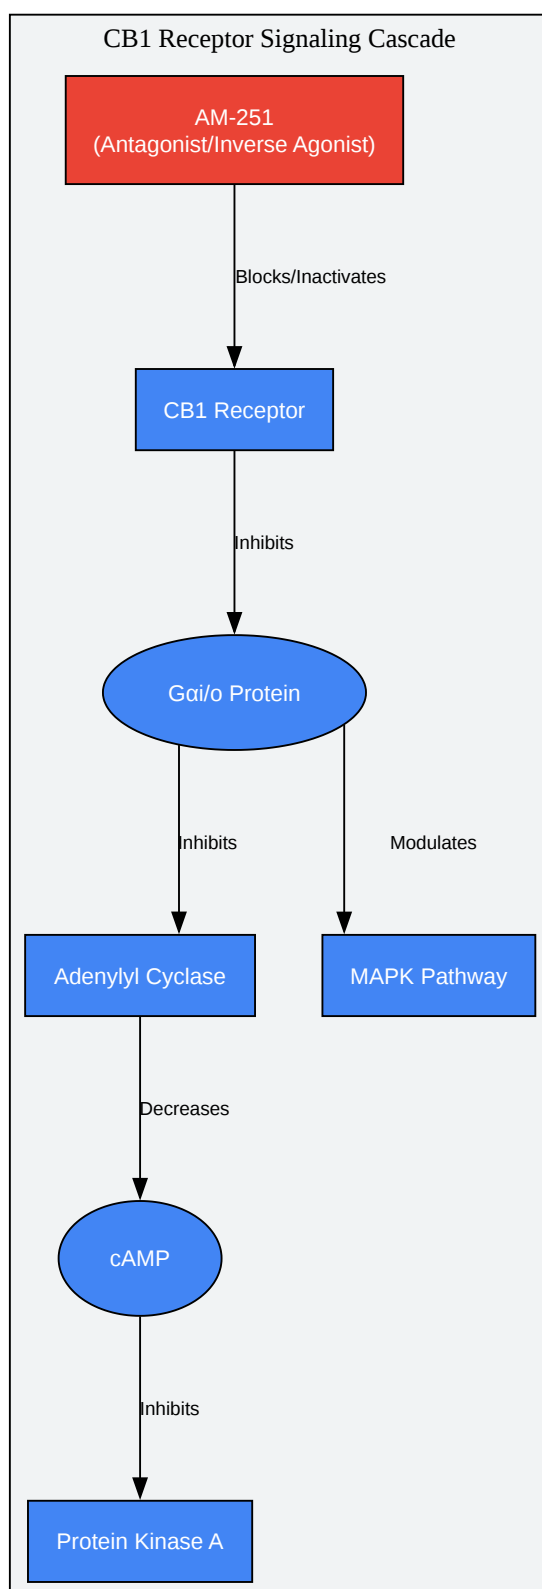 CB1 Receptor Signaling Cascade
AM-251
(Antagonist/Inverse Agonist)
Blocks/Inactivates
CB1 Receptor
Inhibits
Gαi/o Protein
Inhibits
Modulates
Adenylyl Cyclase
MAPK Pathway
Decreases
cAMP
Inhibits
Protein Kinase A